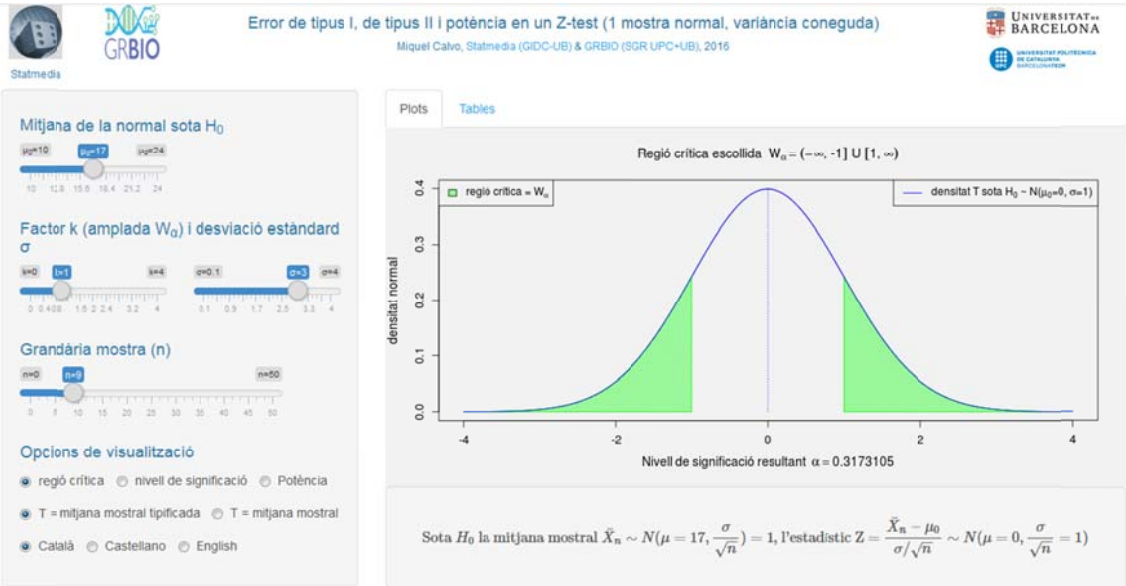 Error de tipus I, de tipus II i potència en un Z-test (1 mostra normal, variància coneguda)
Miquel Calvo, Statmedia (GIDC-UB) & GRBIO (SGR UPC+UB), 2016
Statmedia
GRBIO
UNIVERSITAT DE
BARCELONA
UPC
UNIVERSITAT POLITÈCNICA
DE CATALUNYA
BARCELONATECH
Mitjana de la normal sota H₀
μ₀=10 μ₀=17 μ₀=24
10 12.8 15.6 18.4 21.2 24
Factor k (amplada Wα) i desviació estàndard
σ
k=0 k=4 σ=0.1 σ=3 σ=4
1.6 2 2.4 3.2 4 0.1 0.9 1.7 2.5 3.3 4
Grandària mostra (n)
n=0 n=9 n=50
0 5 10 15 20 25 30 35 40 45 50
Opcions de visualització
regió crítica nivell de significació Potència
T = mitjana mostral tipificada T = mitjana mostral
Català Castellano English
Plots Tables
Regió crítica escollida Wα = (−∞, -1] U [1, ∞)
regió crítica = Wα
densitat T sota H₀ ~ N(μ₀=0, σ=1)
densitat normal
0.4
0.3
0.2
0.1
0.0
-4 -2 0 2 4
Nivell de significació resultant α = 0.3173105
Sota H₀ la mitjana mostral X̄ₙ ∼ N(μ = 17, σ/√n) = 1, l'estadístic Z = (X̄ₙ − μ₀)/(σ/√n) ∼ N(μ = 0, σ/√n = 1)